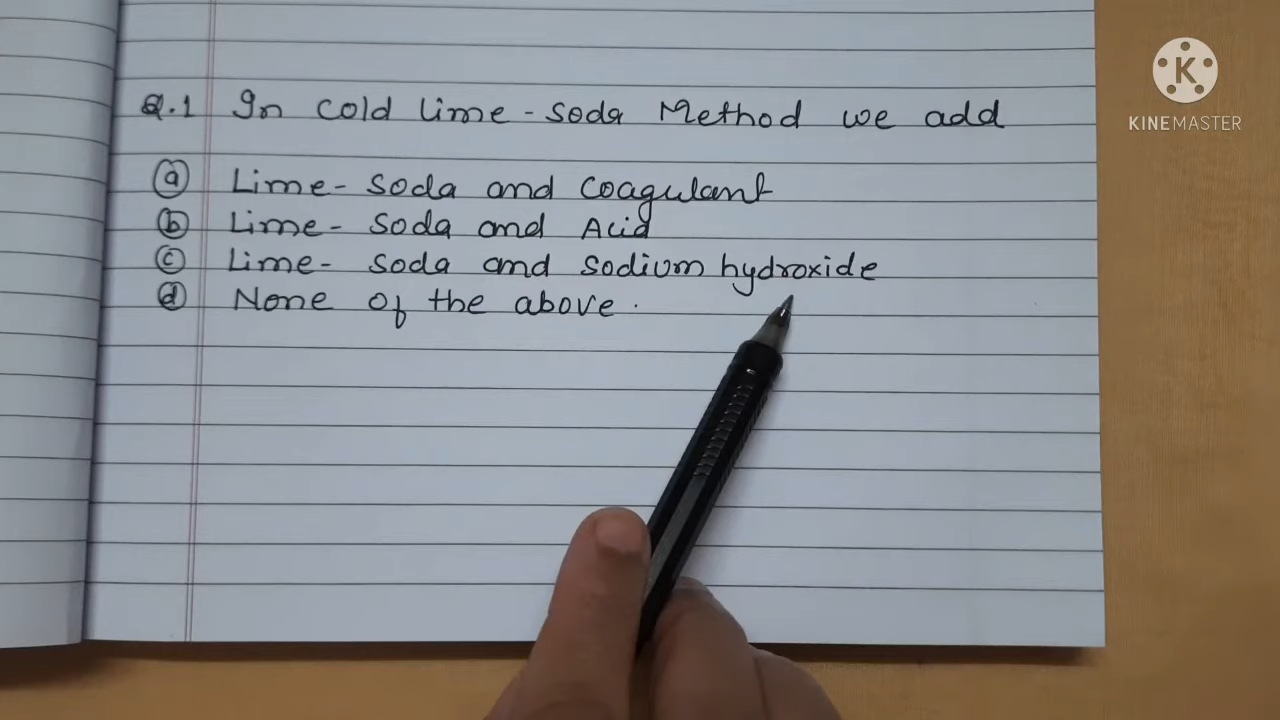 Q.1 In Cold Lime-Soda Method we add
(a) Lime-Soda and Coagulant
(b) Lime-Soda and Acid
(c) Lime-Soda and Sodium hydroxide
(d) None of the above.
K
KINEMASTER